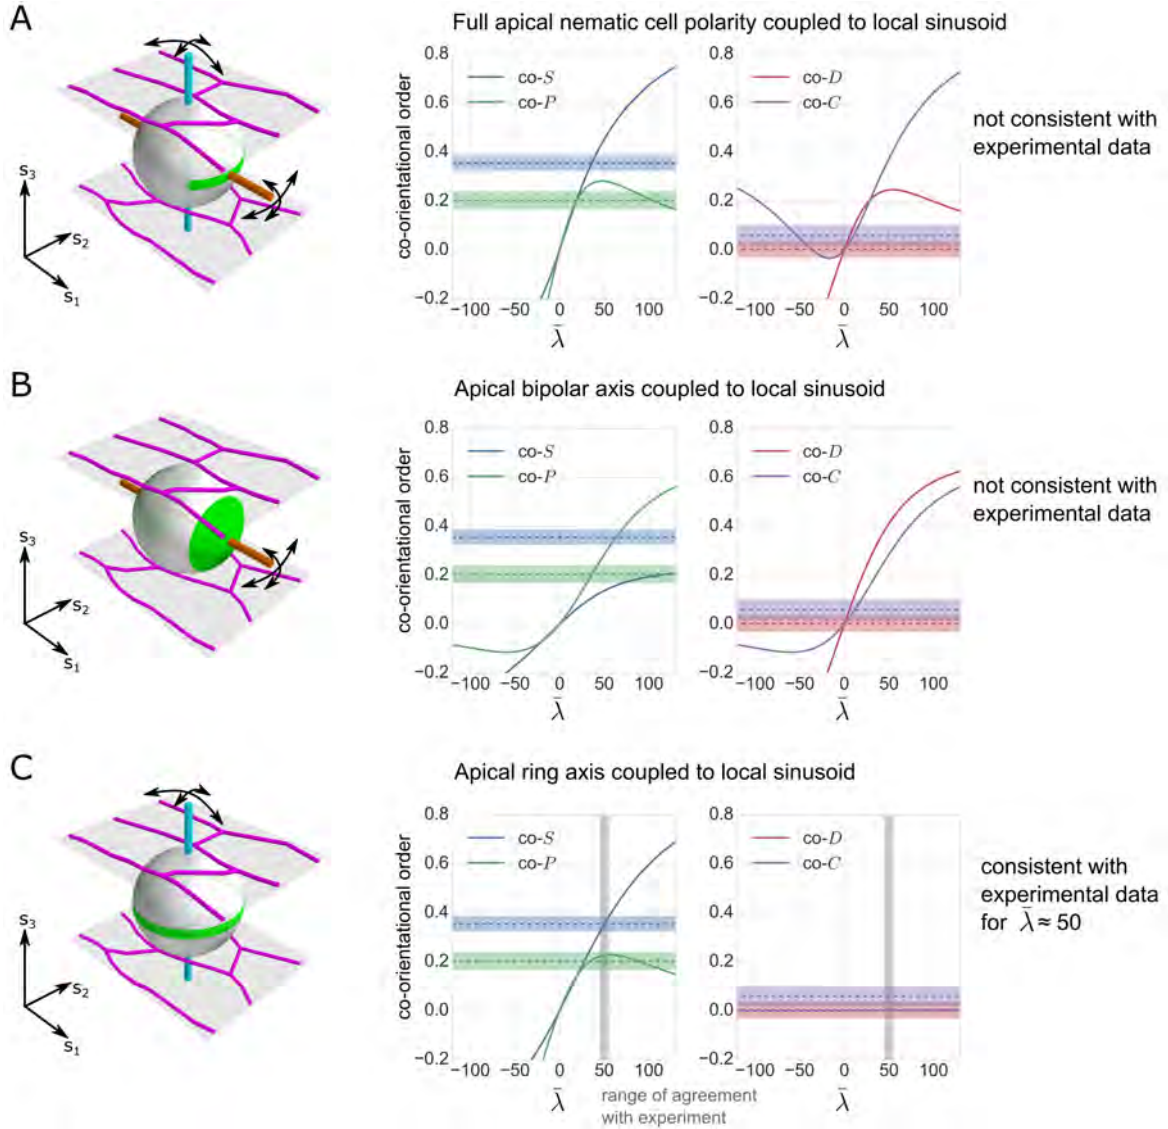 A
Full apical nematic cell polarity coupled to local sinusoid
s3
s2
s1
co-orientational order
0.8
0.6
0.4
0.2
0.0
−0.2
co-S
co-P
−100 −50 0 50 100
λ̄
0.8
0.6
0.4
0.2
0.0
−0.2
co-D
co-C
−100 −50 0 50 100
λ̄
not consistent with
experimental data
B
Apical bipolar axis coupled to local sinusoid
s3
s2
s1
co-orientational order
0.8
0.6
0.4
0.2
0.0
−0.2
co-S
co-P
−100 −50 0 50 100
λ̄
0.8
0.6
0.4
0.2
0.0
−0.2
co-D
co-C
−100 −50 0 50 100
λ̄
not consistent with
experimental data
C
Apical ring axis coupled to local sinusoid
s3
s2
s1
co-orientational order
0.8
0.6
0.4
0.2
0.0
−0.2
co-S
co-P
−100 −50 0 50 100
λ̄
range of agreement
with experiment
0.8
0.6
0.4
0.2
0.0
−0.2
co-D
co-C
−100 −50 0 50 100
λ̄
consistent with
experimental data
for λ̄ ≈ 50